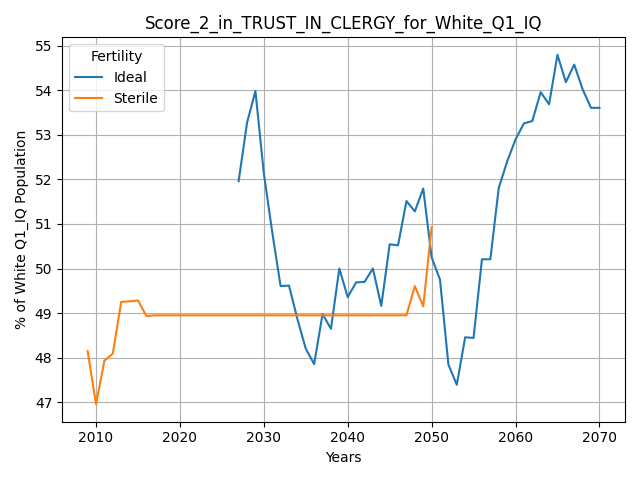 Score_2_in_TRUST_IN_CLERGY_for_White_Q1_IQ
Fertility
Ideal
Sterile
% of White Q1_IQ Population
55
54
53
52
51
50
49
48
47
2010
2020
2030
2040
2050
2060
2070
Years